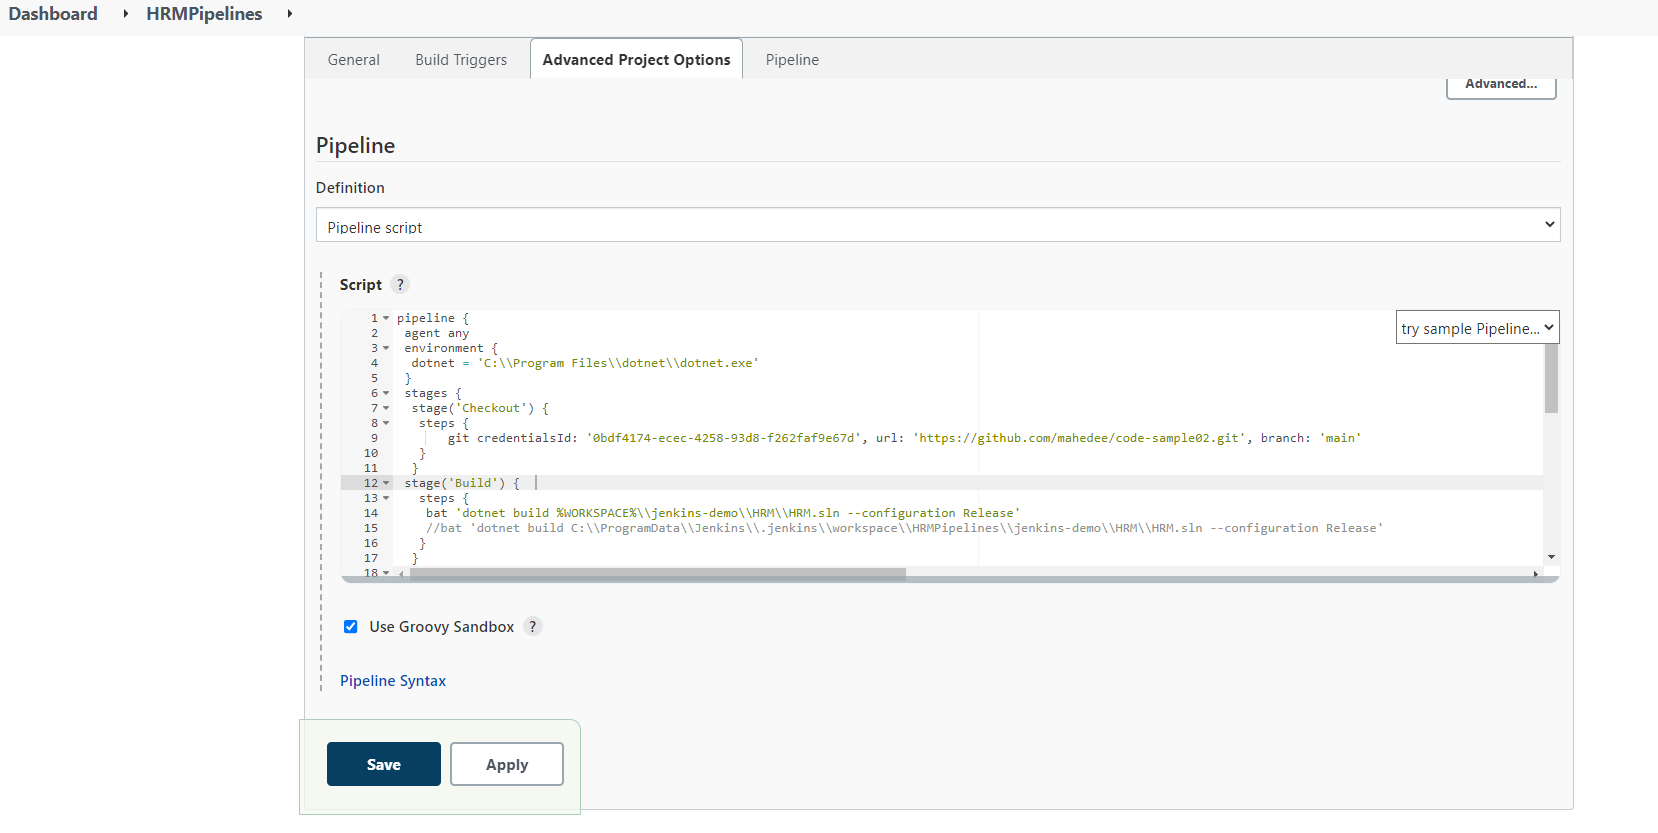 Dashboard HRMPipelines
General Build Triggers Advanced Project Options Pipeline
Advanced...
Pipeline
Definition
Pipeline script
Script ?
try sample Pipeline...
1 pipeline {
2 agent any
3 environment {
4 dotnet = 'C:\\Program Files\\dotnet\\dotnet.exe'
5 }
6 stages {
7 stage('Checkout') {
8 steps {
9 git credentialsId: '0bdf4174-ecec-4258-93d8-f262faf9e67d', url: 'https://github.com/mahedee/code-sample02.git', branch: 'main'
10 }
11 }
12 stage('Build') {
13 steps {
14 bat 'dotnet build %WORKSPACE%\\jenkins-demo\\HRM\\HRM.sln --configuration Release'
15 //bat 'dotnet build C:\\ProgramData\\Jenkins\\.jenkins\\workspace\\HRMPipelines\\jenkins-demo\\HRM\\HRM.sln --configuration Release'
16 }
17 }
18
Use Groovy Sandbox ?
Pipeline Syntax
Save Apply